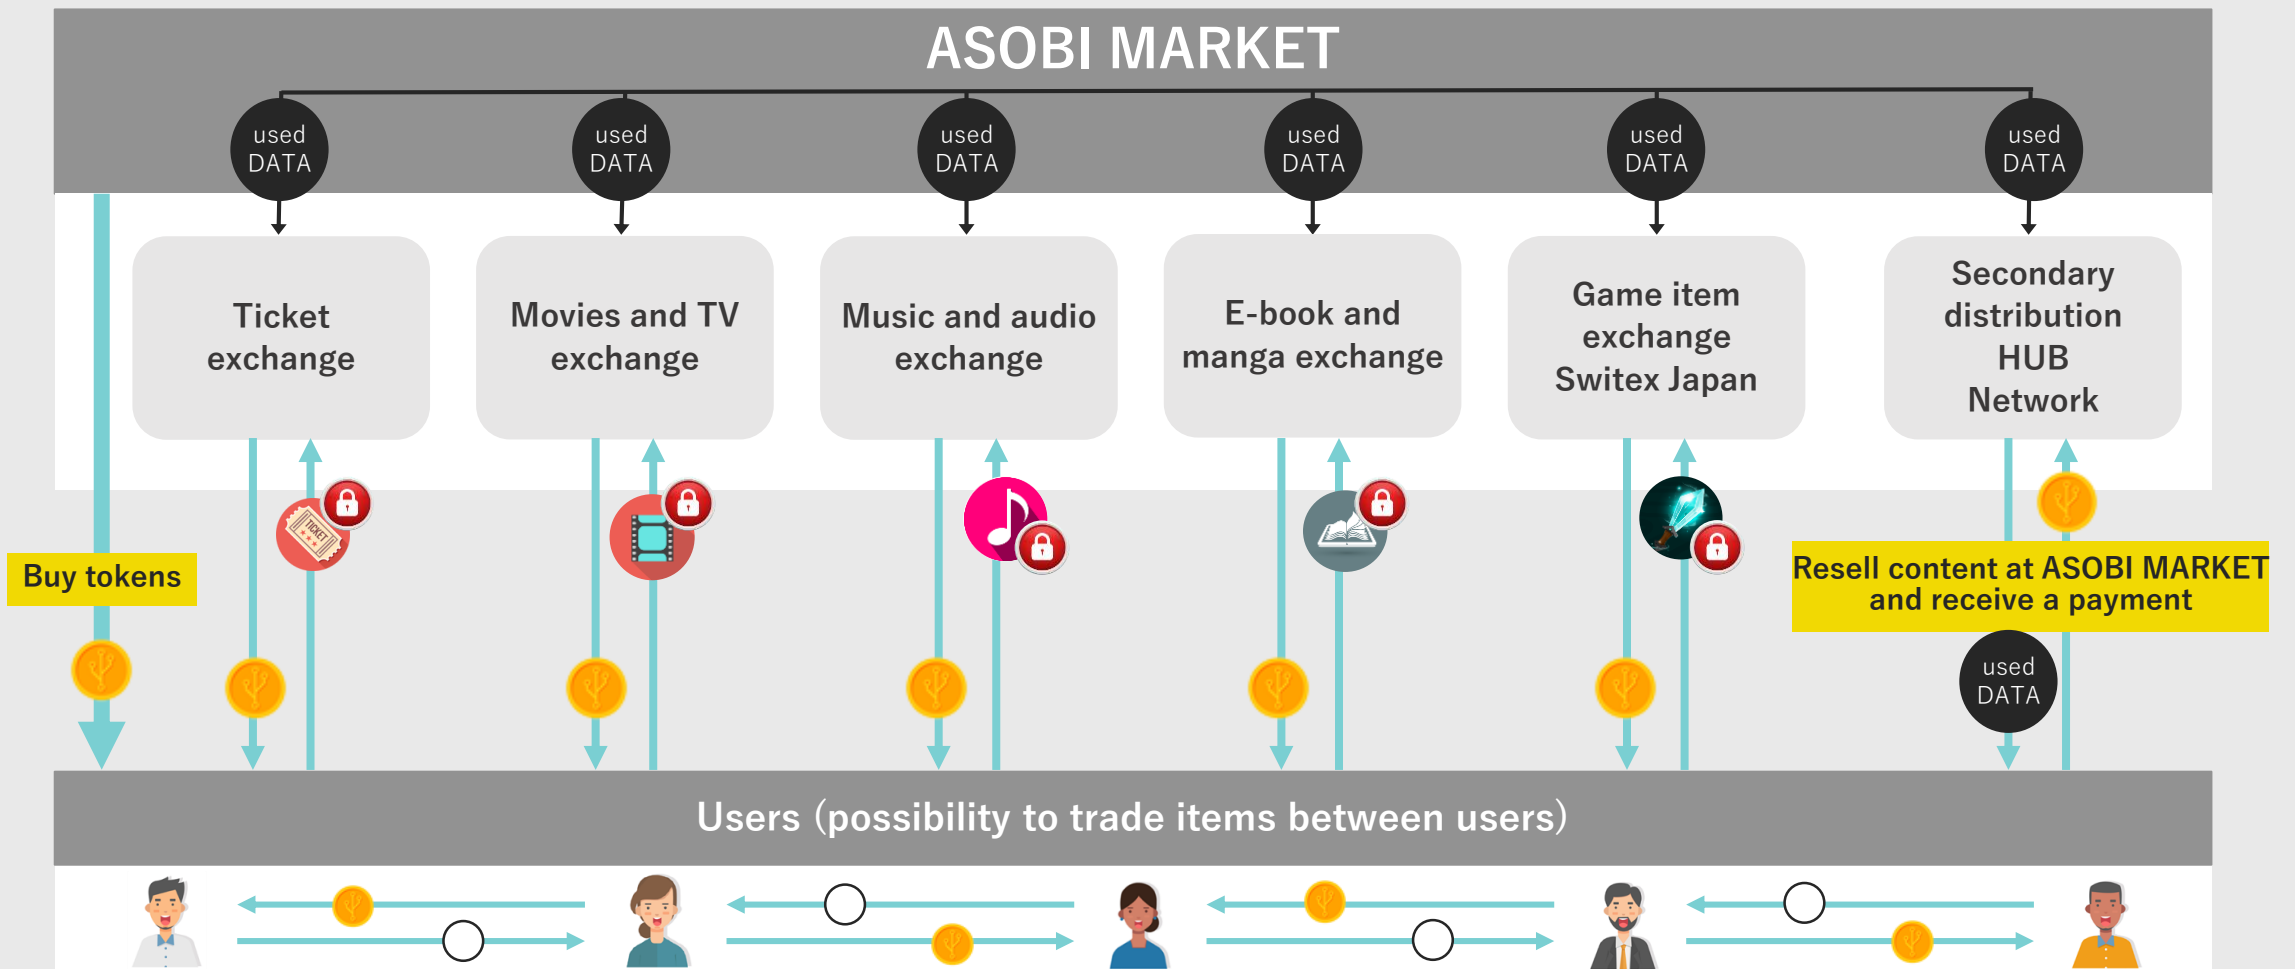 ASOBI MARKET
used
DATA
used
DATA
used
DATA
used
DATA
used
DATA
used
DATA
Ticket
exchange
Movies and TV
exchange
Music and audio
exchange
E-book and
manga exchange
Game item
exchange
Switex Japan
Secondary
distribution
HUB
Network
TICKET
Buy tokens
Resell content at ASOBI MARKET
and receive a payment
used
DATA
Users (possibility to trade items between users)